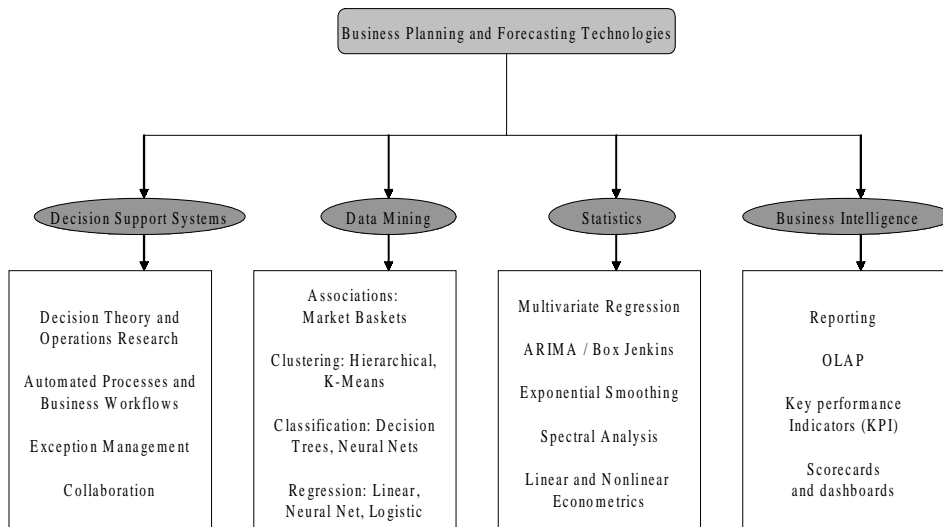 Business Planning and Forecasting Technologies
Decision Support Systems
Data Mining
Statistics
Business Intelligence
Decision Theory and
Operations Research
Automated Processes and
Business Workflows
Exception Management
Collaboration
Associations:
Market Baskets
Clustering: Hierarchical,
K-Means
Classification: Decision
Trees, Neural Nets
Regression: Linear,
Neural Net, Logistic
Multivariate Regression
ARIMA / Box Jenkins
Exponential Smoothing
Spectral Analysis
Linear and Nonlinear
Econometrics
Reporting
OLAP
Key performance
Indicators (KPI)
Scorecards
and dashboards